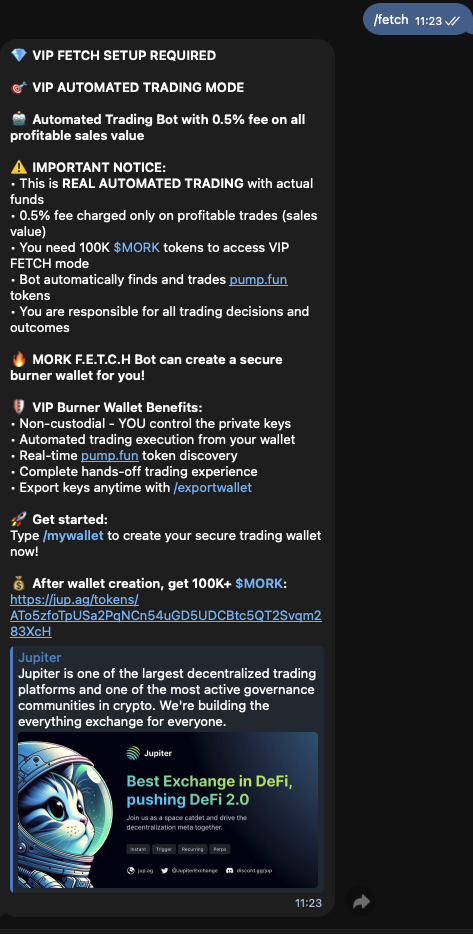 /fetch 11:23
💎 VIP FETCH SETUP REQUIRED
🎯 VIP AUTOMATED TRADING MODE
🤖 Automated Trading Bot with 0.5% fee on all
profitable sales value
⚠️ IMPORTANT NOTICE:
• This is REAL AUTOMATED TRADING with actual
funds
• 0.5% fee charged only on profitable trades (sales
value)
• You need 100K $MORK tokens to access VIP
FETCH mode
• Bot automatically finds and trades pump.fun
tokens
• You are responsible for all trading decisions and
outcomes
🔥 MORK F.E.T.C.H Bot can create a secure
burner wallet for you!
🛡️ VIP Burner Wallet Benefits:
• Non-custodial - YOU control the private keys
• Automated trading execution from your wallet
• Real-time pump.fun token discovery
• Complete hands-off trading experience
• Export keys anytime with /exportwallet
🚀 Get started:
Type /mywallet to create your secure trading wallet
now!
💰 After wallet creation, get 100K+ $MORK:
https://jup.ag/tokens/
ATo5zfoTpUSa2PqNCn54uGD5UDCBtc5QT2Svqm2
83XcH
Jupiter
Jupiter is one of the largest decentralized trading
platforms and one of the most active governance
communities in crypto. We're building the
everything exchange for everyone.
Jupiter
Best Exchange in DeFi,
pushing DeFi 2.0
Join us as a space catdet and drive the
decentralization meta together.
Instant Trigger Recurring Perps
jup.ag @JupiterExchange discord.gg/jup
11:23